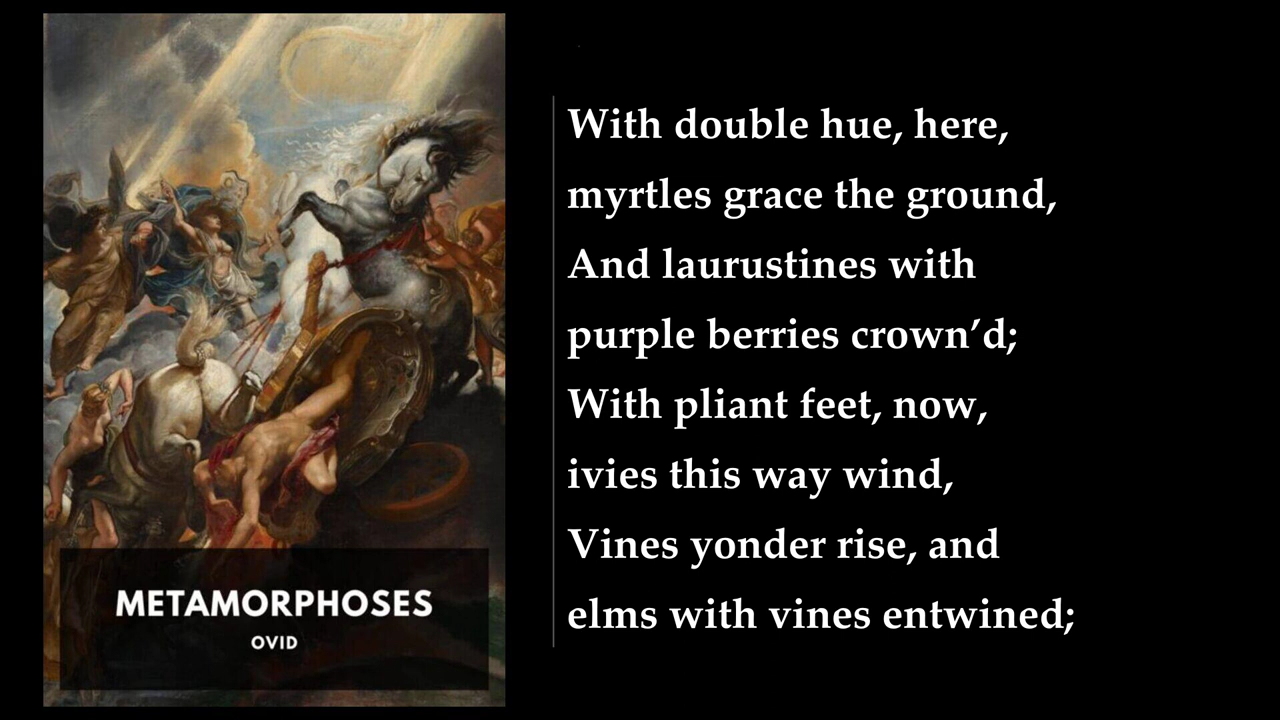 METAMORPHOSES
OVID
With double hue, here,
myrtles grace the ground,
And laurustines with
purple berries crown’d;
With pliant feet, now,
ivies this way wind,
Vines yonder rise, and
elms with vines entwined;